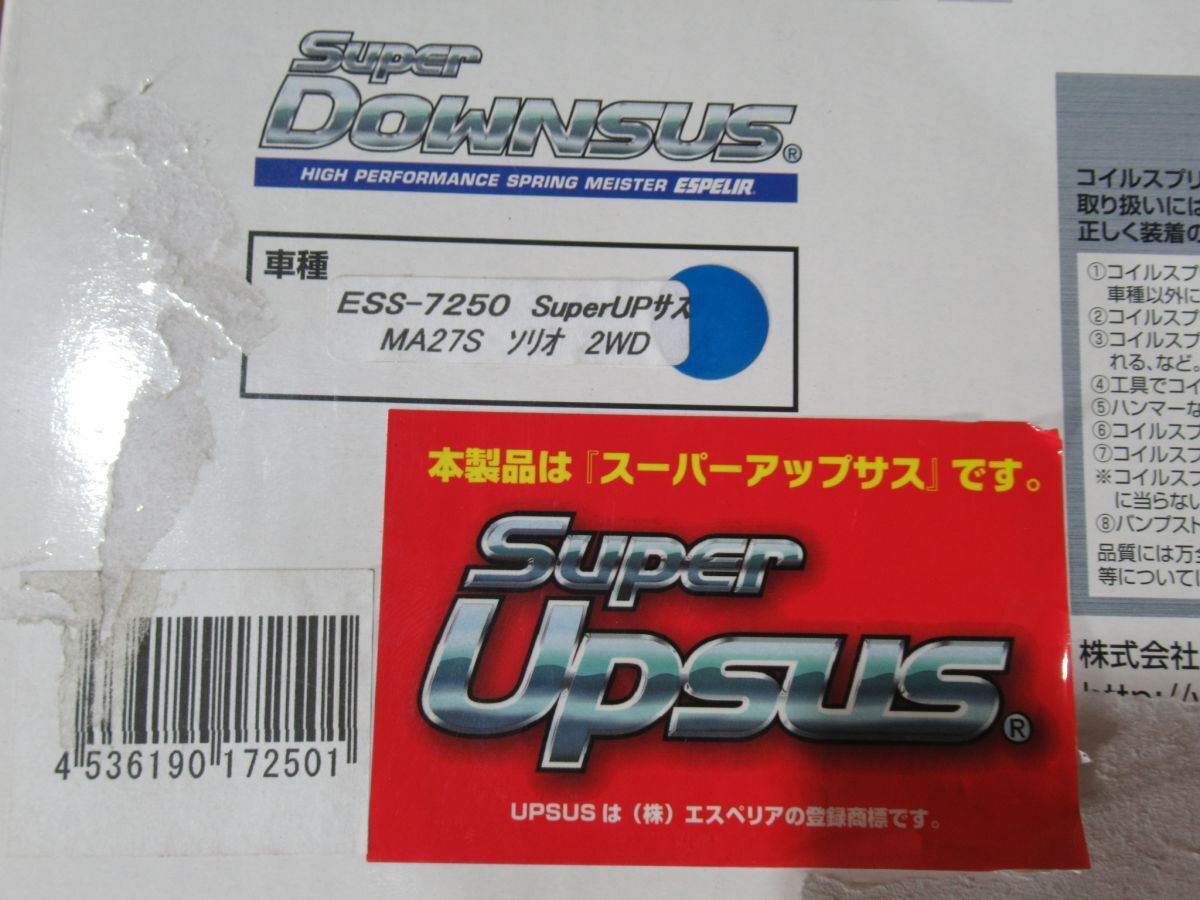 Super
DOWNSUS®
HIGH PERFORMANCE SPRING MEISTER ESPELIR
車種
ESS-7250 SuperUPサス
MA27S ソリオ 2WD
本製品は『スーパーアップサス』です。
Super
Upsus®
UPSUSは(株)エスペリアの登録商標です。
4 536190 172501
コイルスプリ
取り扱いには
正しく装着の
①コイルスプ
車種以外に
②コイルスプ
③コイルスプ
れる、など。
④工具でコイ
⑤ハンマーな
⑥コイルスプ
⑦コイルスプ
※コイルスプ
に当らない
⑧バンプスト
品質には万全
等についてし
株式会社